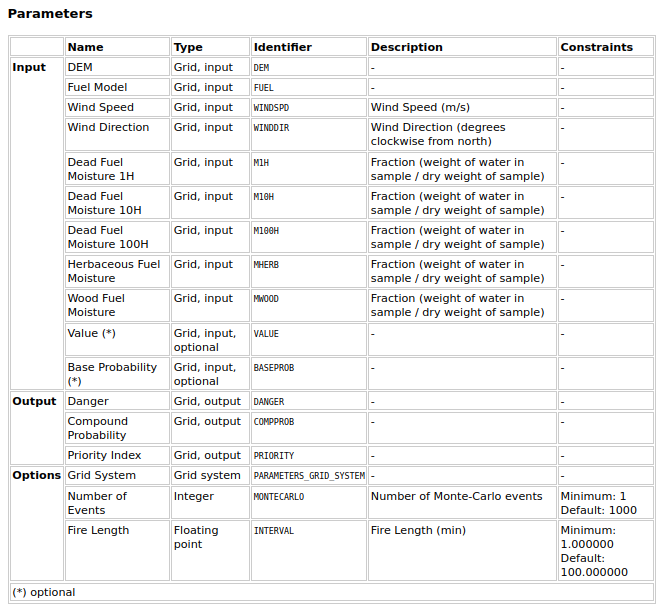 Parameters
Name Type Identifier Description Constraints
Input DEM Grid, input DEM - -
Fuel Model Grid, input FUEL - -
Wind Speed Grid, input WINDSPD Wind Speed (m/s) -
Wind Direction Grid, input WINDDIR Wind Direction (degrees -
clockwise from north)
Dead Fuel Grid, input M1H Fraction (weight of water in -
Moisture 1H sample / dry weight of sample)
Dead Fuel Grid, input M10H Fraction (weight of water in -
Moisture 10H sample / dry weight of sample)
Dead Fuel Grid, input M100H Fraction (weight of water in -
Moisture 100H sample / dry weight of sample)
Herbaceous Fuel Grid, input MHERB Fraction (weight of water in -
Moisture sample / dry weight of sample)
Wood Fuel Grid, input MWOOD Fraction (weight of water in -
Moisture sample / dry weight of sample)
Value (*) Grid, input, VALUE - -
optional
Base Probability Grid, input, BASEPROB - -
(*) optional
Output Danger Grid, output DANGER - -
Compound Grid, output COMPPROB - -
Probability
Priority Index Grid, output PRIORITY - -
Options Grid System Grid system PARAMETERS_GRID_SYSTEM - -
Number of Integer MONTECARLO Number of Monte-Carlo events Minimum: 1
Events Default: 1000
Fire Length Floating INTERVAL Fire Length (min) Minimum:
point 1.000000
Default:
100.000000
(*) optional